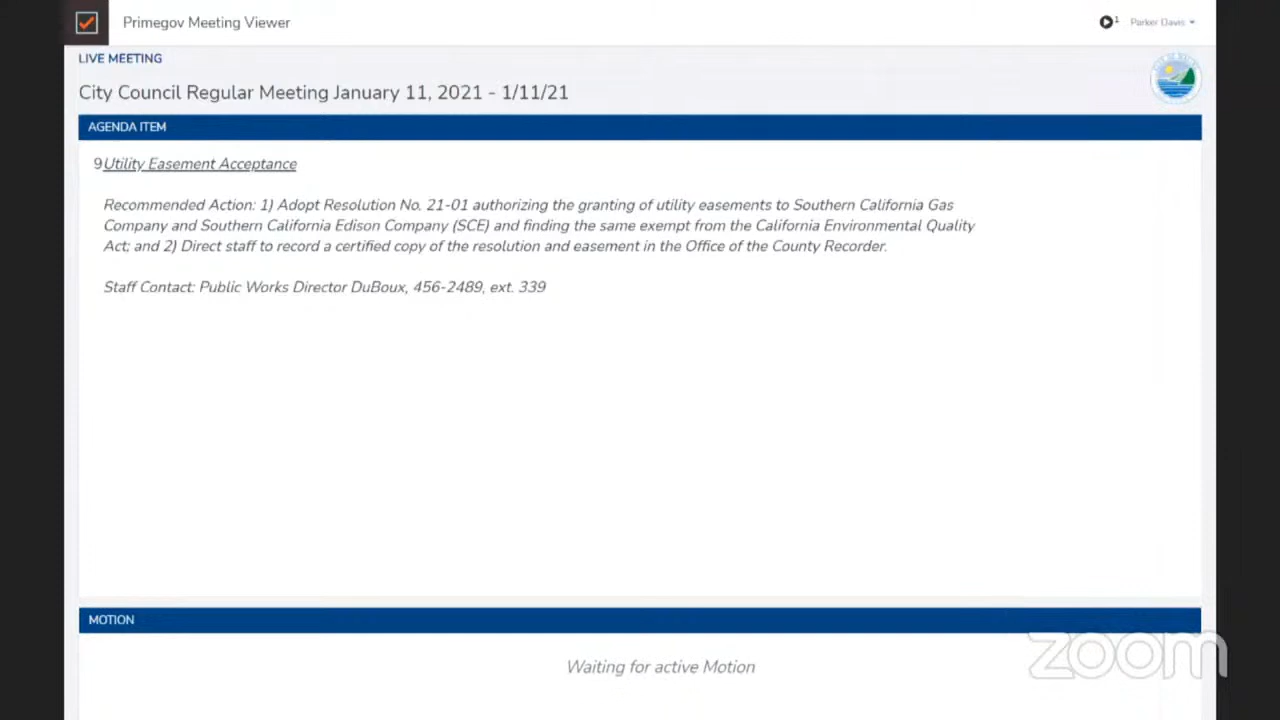 Primegov Meeting Viewer
1 Parker Davis
LIVE MEETING
City Council Regular Meeting January 11, 2021 - 1/11/21
AGENDA ITEM
9 Utility Easement Acceptance
Recommended Action: 1) Adopt Resolution No. 21-01 authorizing the granting of utility easements to Southern California Gas
Company and Southern California Edison Company (SCE) and finding the same exempt from the California Environmental Quality
Act; and 2) Direct staff to record a certified copy of the resolution and easement in the Office of the County Recorder.
Staff Contact: Public Works Director DuBoux, 456-2489, ext. 339
MOTION
Waiting for active Motion
zoom